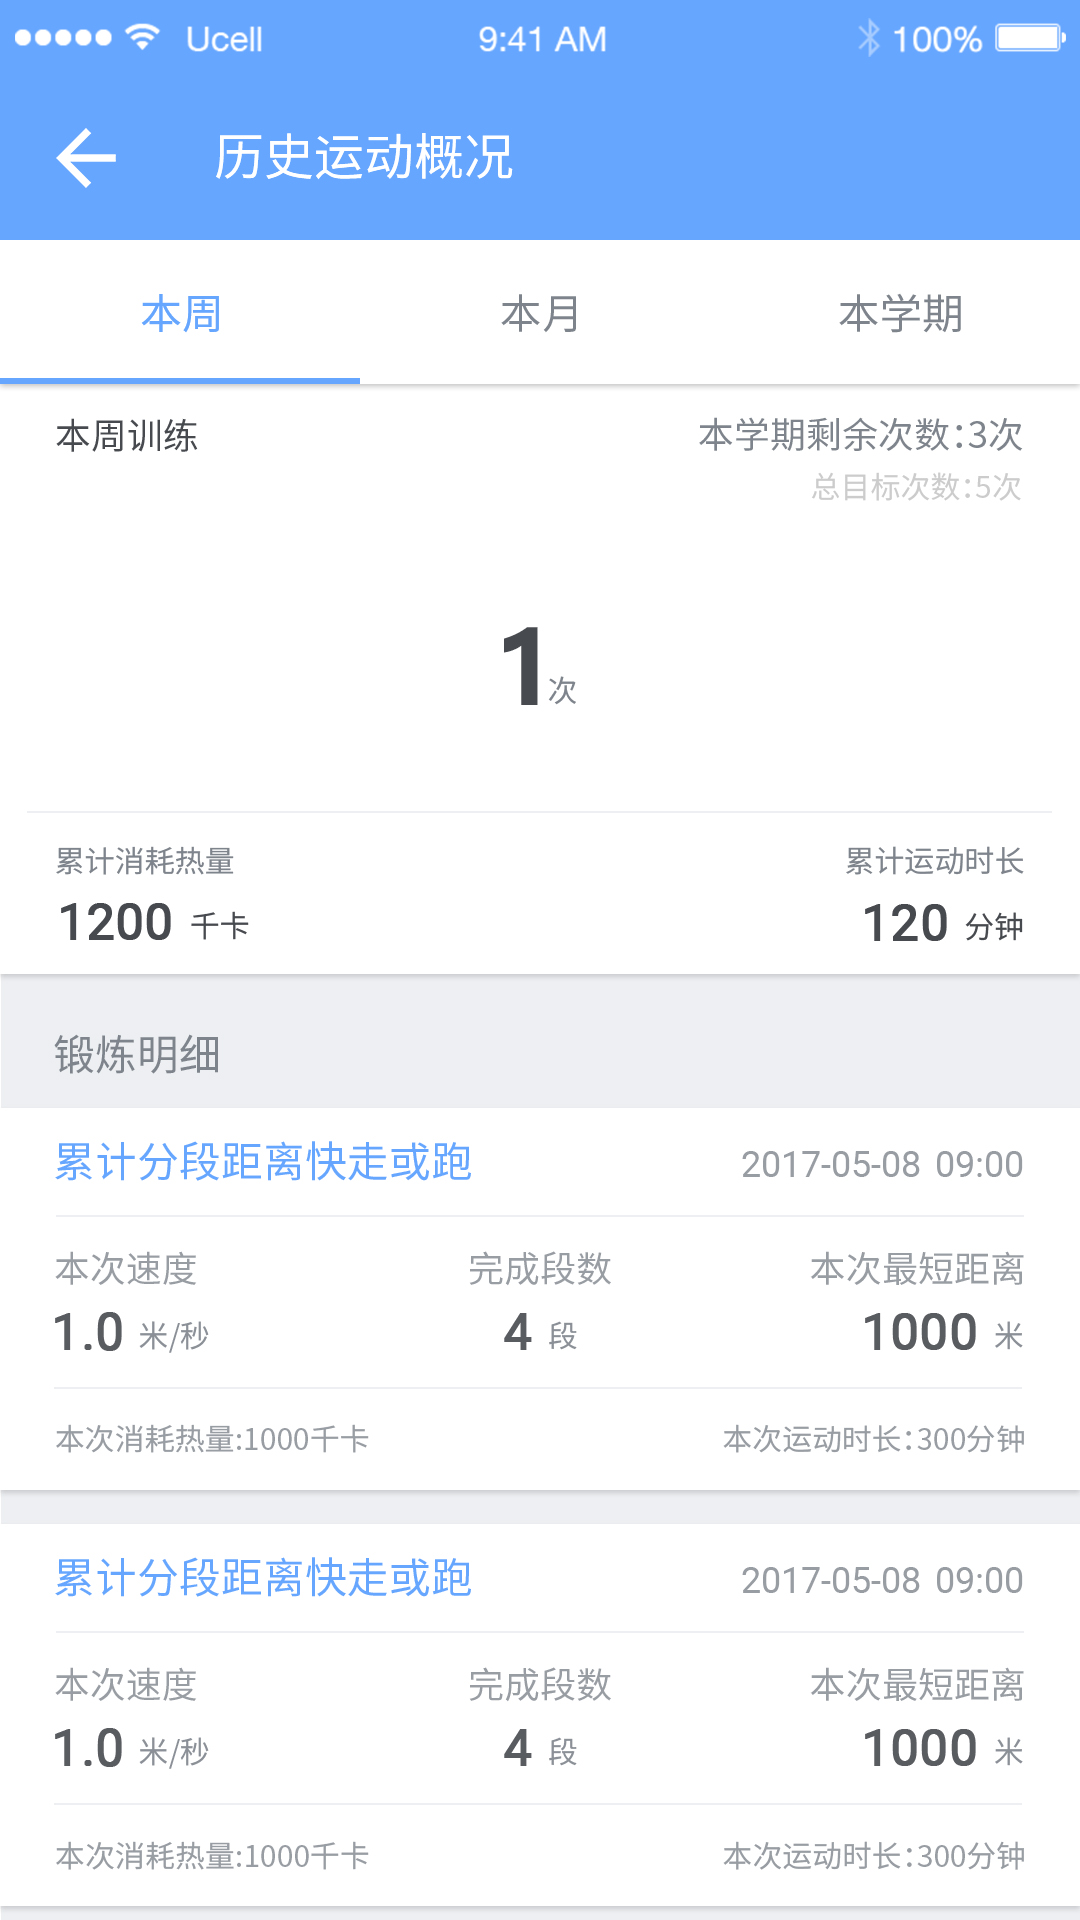 Ucell 9:41 AM 100%
历史运动概况
本周 本月 本学期
本周训练 本学期剩余次数:3次
总目标次数:5次
1次
累计消耗热量 累计运动时长
1200 千卡 120 分钟
锻炼明细
累计分段距离快走或跑 2017-05-08 09:00
本次速度 完成段数 本次最短距离
1.0 米/秒 4 段 1000 米
本次消耗热量:1000千卡 本次运动时长:300分钟
累计分段距离快走或跑 2017-05-08 09:00
本次速度 完成段数 本次最短距离
1.0 米/秒 4 段 1000 米
本次消耗热量:1000千卡 本次运动时长:300分钟